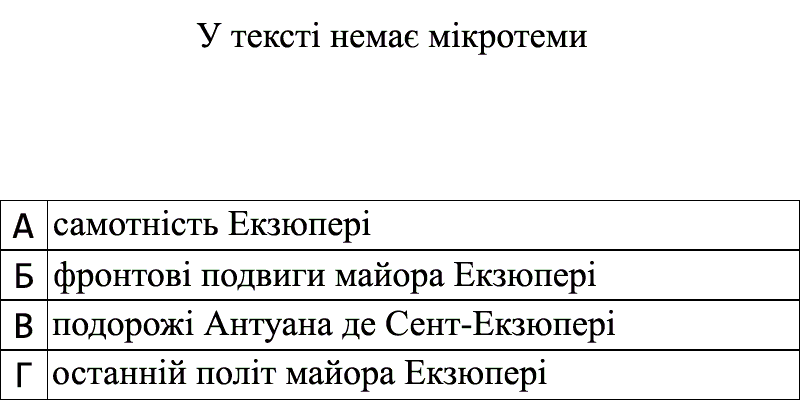 У тексті немає мікротеми
А самотність Екзюпері
Б фронтові подвиги майора Екзюпері
В подорожі Антуана де Сент-Екзюпері
Г останній політ майора Екзюпері